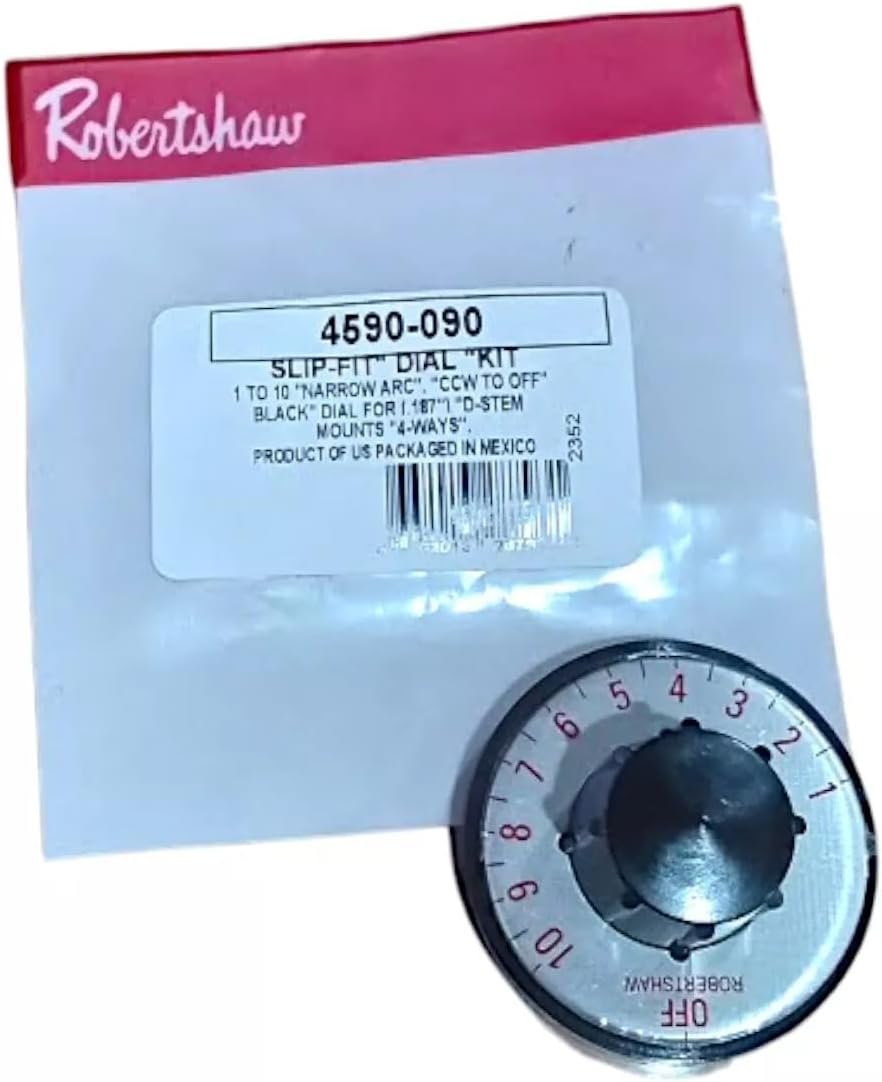 Robertshaw
4590-090
SLIP-FIT" DIAL "KIT
1 TO 10 "NARROW ARC". "CCW TO OFF"
BLACK" DIAL FOR (.187"\ "D-STEM
MOUNTS "4-WAYS".
PRODUCT OF US PACKAGED IN MEXICO
2352
1
2
3
4
5
6
7
8
9
10
ROBERTSHAW
OFF